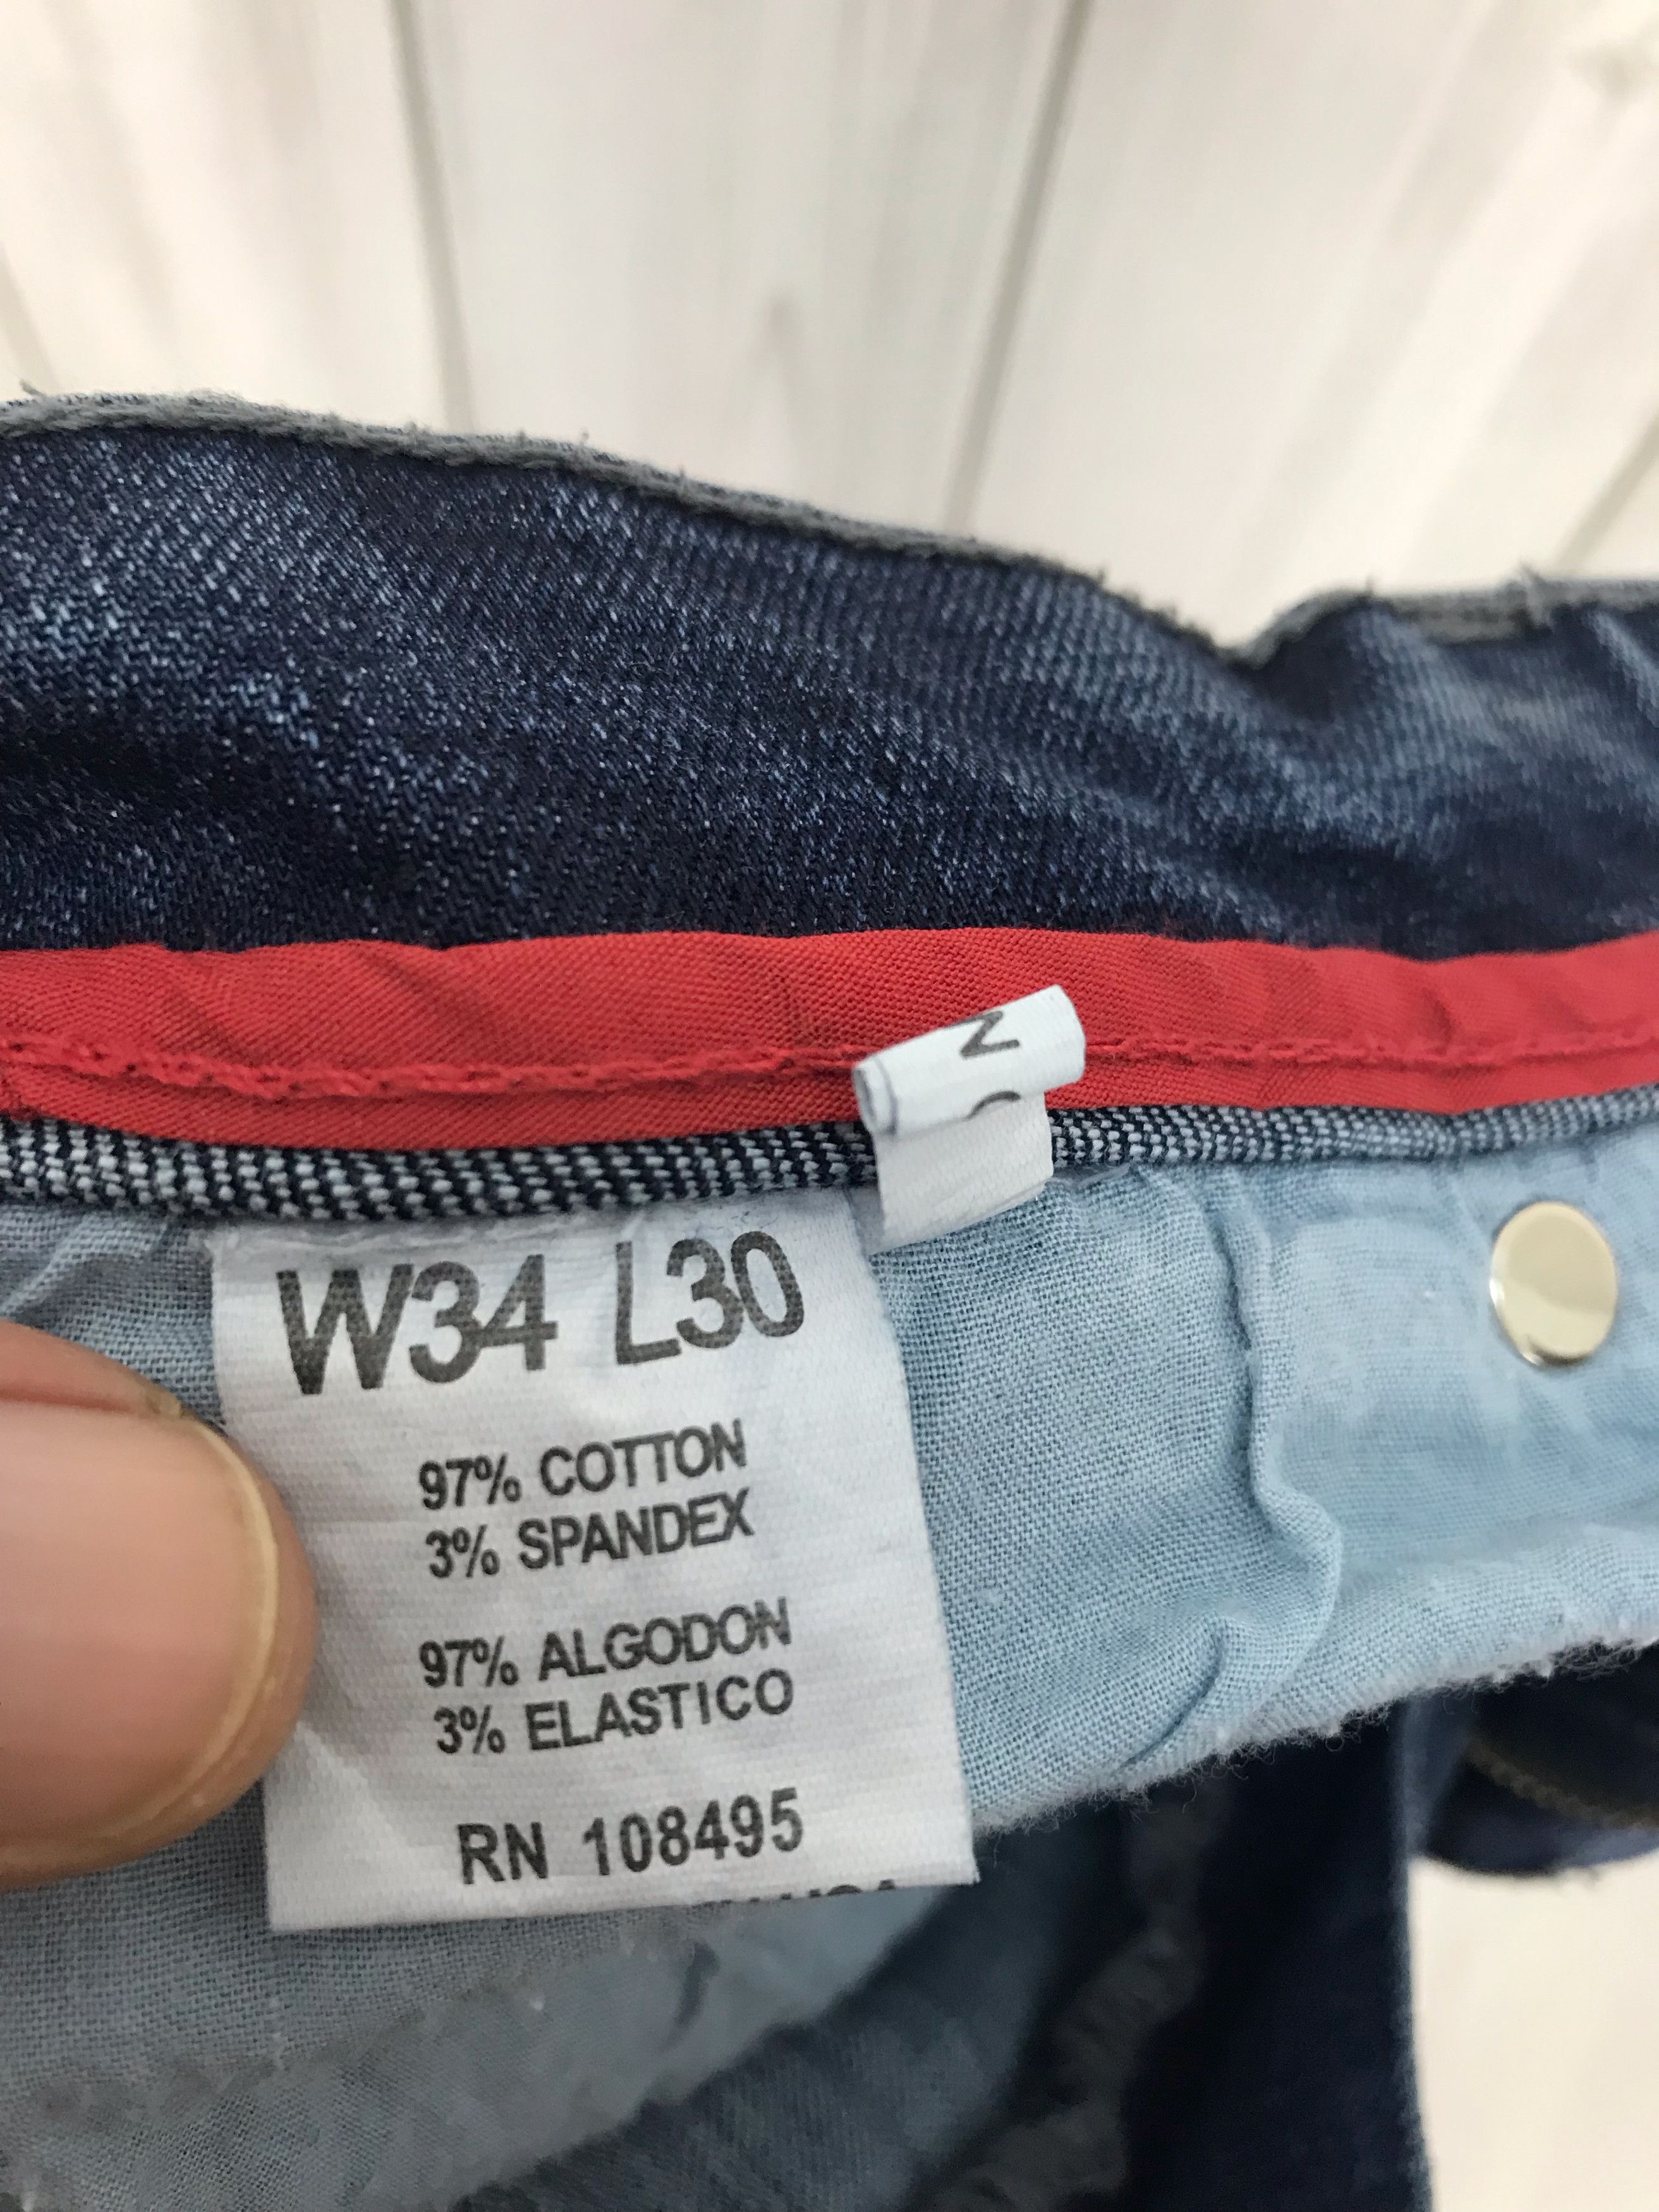 W34 L30
97% COTTON
3% SPANDEX
97% ALGODON
3% ELASTICO
RN 108495